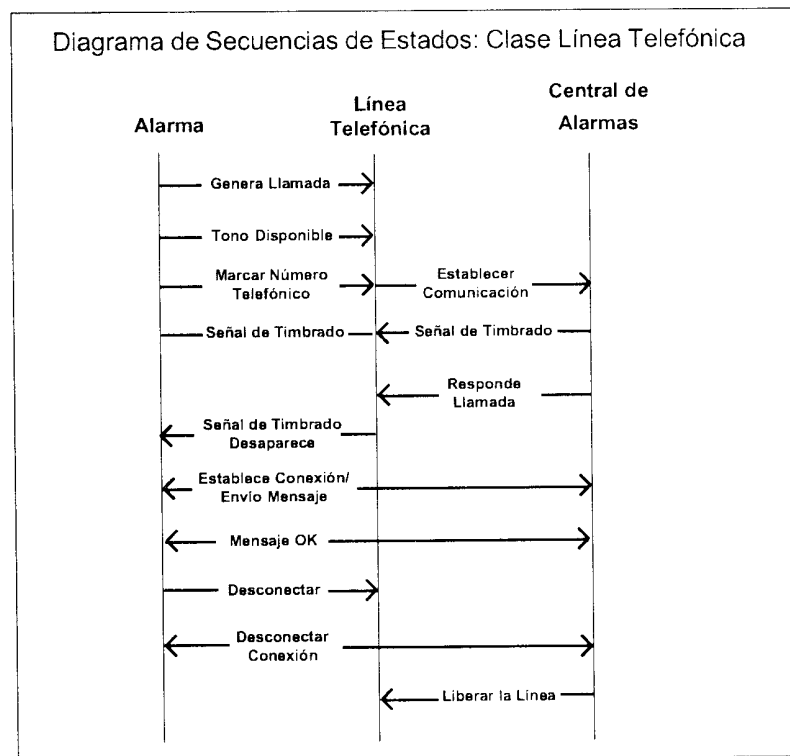 Diagrama de Secuencias de Estados: Clase Línea Telefónica
Alarma
Línea
Telefónica
Central de
Alarmas
Genera Llamada
Tono Disponible
Marcar Número
Telefónico
Establecer
Comunicación
Señal de Timbrado
Señal de Timbrado
Responde
Llamada
Señal de Timbrado
Desaparece
Establece Conexión/
Envío Mensaje
Mensaje OK
Desconectar
Desconectar
Conexión
Liberar la Línea